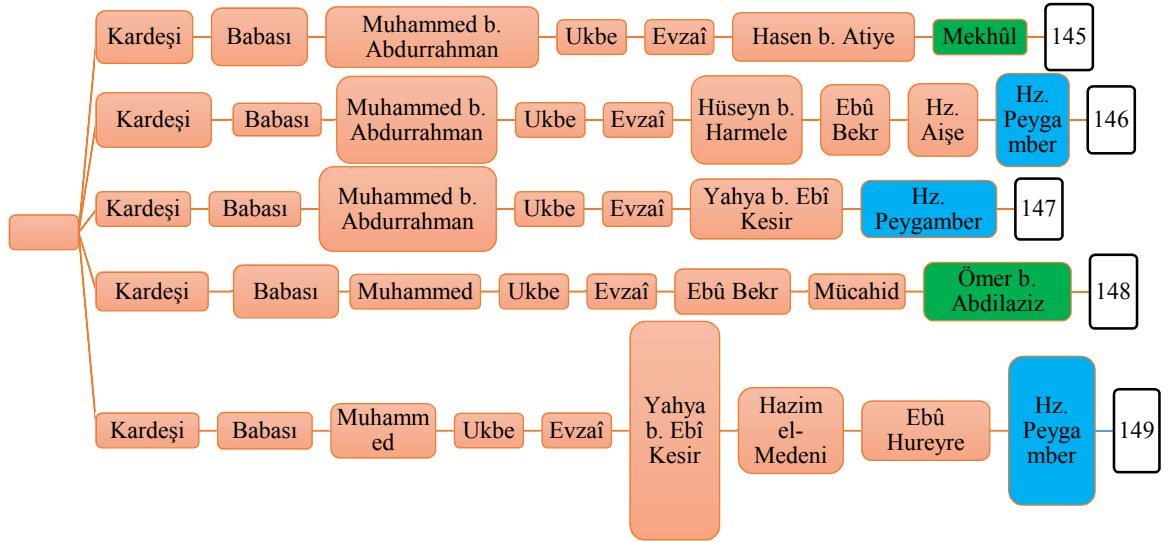 Kardeşi
Babası
Muhammed b.
Abdurrahman
Ukbe
Evzaî
Hasen b. Atiye
Mekhûl
145
Kardeşi
Babası
Muhammed b.
Abdurrahman
Ukbe
Evzaî
Hüseyn b.
Harmele
Ebû
Bekr
Hz.
Aişe
Hz.
Peyga
mber
146
Kardeşi
Babası
Muhammed b.
Abdurrahman
Ukbe
Evzaî
Yahya b. Ebî
Kesir
Hz.
Peygamber
147
Kardeşi
Babası
Muhammed
Ukbe
Evzaî
Ebû Bekr
Mücahid
Ömer b.
Abdilaziz
148
Kardeşi
Babası
Muhamm
ed
Ukbe
Evzaî
Yahya
b. Ebî
Kesir
Hazim
el-
Medeni
Ebû
Hureyre
Hz.
Peyga
mber
149